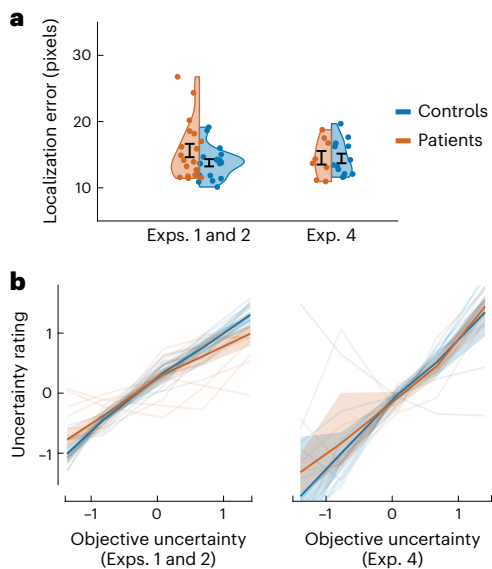 a
Localization error (pixels)
30
20
10
Exps. 1 and 2
Exp. 4
Controls
Patients
b
Uncertainty rating
1
0
–1
–1
0
1
–1
0
1
Objective uncertainty
(Exps. 1 and 2)
Objective uncertainty
(Exp. 4)